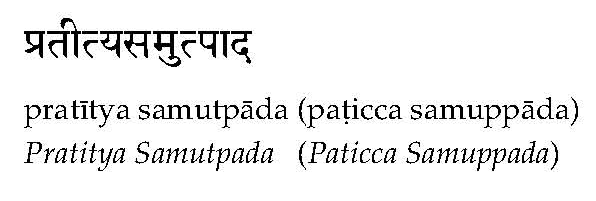 प्रतीत्यसमुत्पाद
pratītya samutpāda (paṭicca samuppāda)
Pratitya Samutpada (Paticca Samuppada)